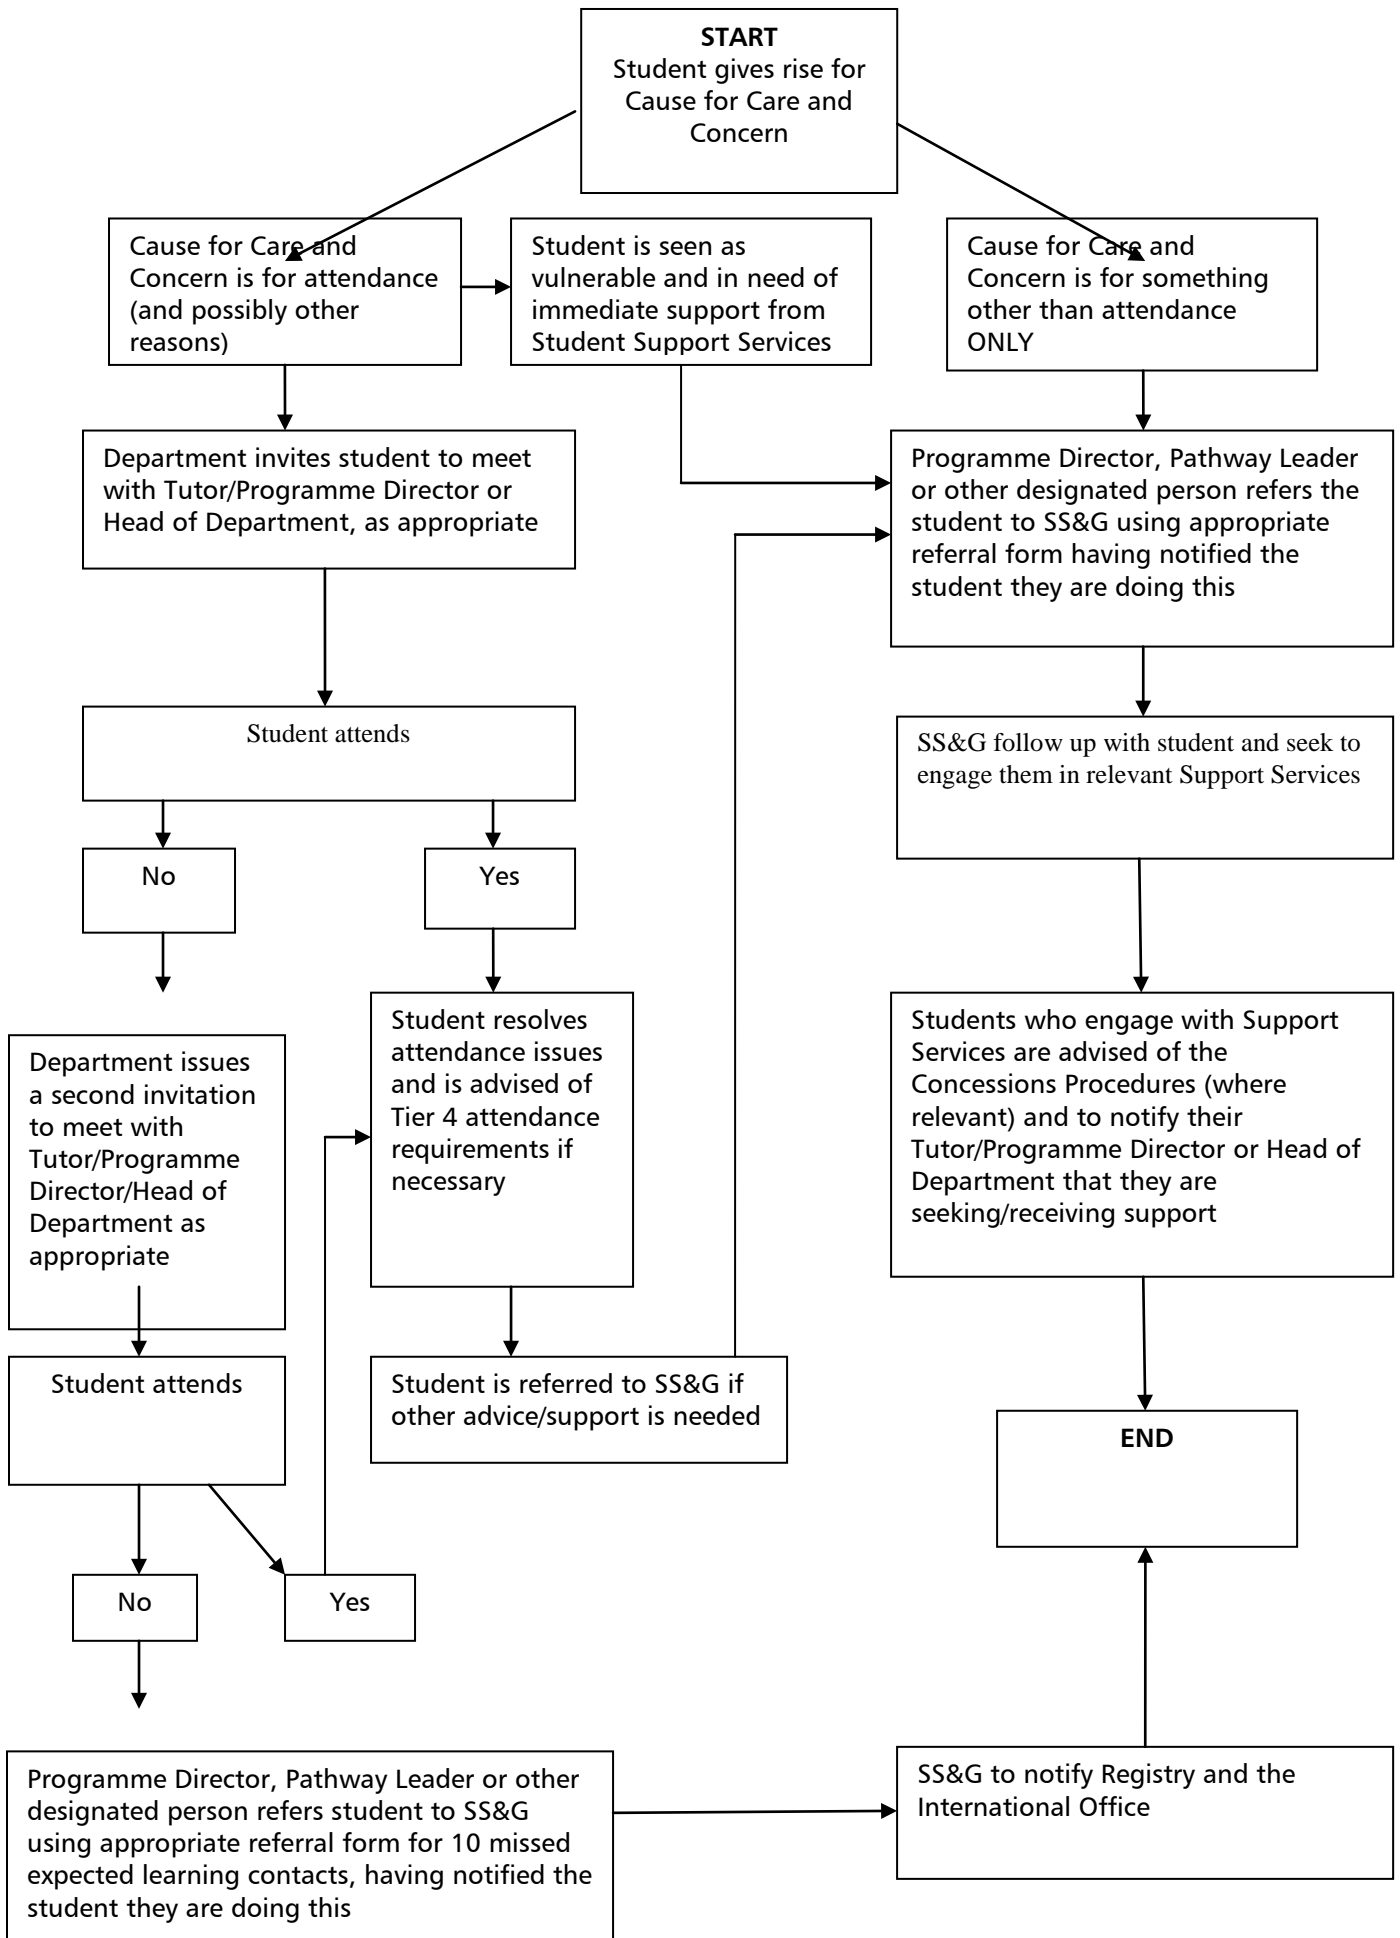 START
Student gives rise for
Cause for Care and
Concern
Cause for Care and
Concern is for attendance
(and possibly other
reasons)
Student is seen as
vulnerable and in need of
immediate support from
Student Support Services
Cause for Care and
Concern is for something
other than attendance
ONLY
Department invites student to meet
with Tutor/Programme Director or
Head of Department, as appropriate
Programme Director, Pathway Leader
or other designated person refers the
student to SS&G using appropriate
referral form having notified the
student they are doing this
Student attends
SS&G follow up with student and seek to
engage them in relevant Support Services
No
Yes
Department issues
a second invitation
to meet with
Tutor/Programme
Director/Head of
Department as
appropriate
Student resolves
attendance issues
and is advised of
Tier 4 attendance
requirements if
necessary
Students who engage with Support
Services are advised of the
Concessions Procedures (where
relevant) and to notify their
Tutor/Programme Director or Head of
Department that they are
seeking/receiving support
Student attends
Student is referred to SS&G if
other advice/support is needed
END
No
Yes
Programme Director, Pathway Leader or other
designated person refers student to SS&G
using appropriate referral form for 10 missed
expected learning contacts, having notified the
student they are doing this
SS&G to notify Registry and the
International Office